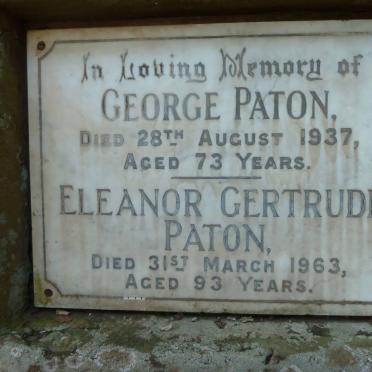 In Loving Memory of
GEORGE PATON,
DIED 28TH AUGUST 1937,
AGED 73 YEARS.
ELEANOR GERTRUDE
PATON,
DIED 31ST MARCH 1963,
AGED 93 YEARS.